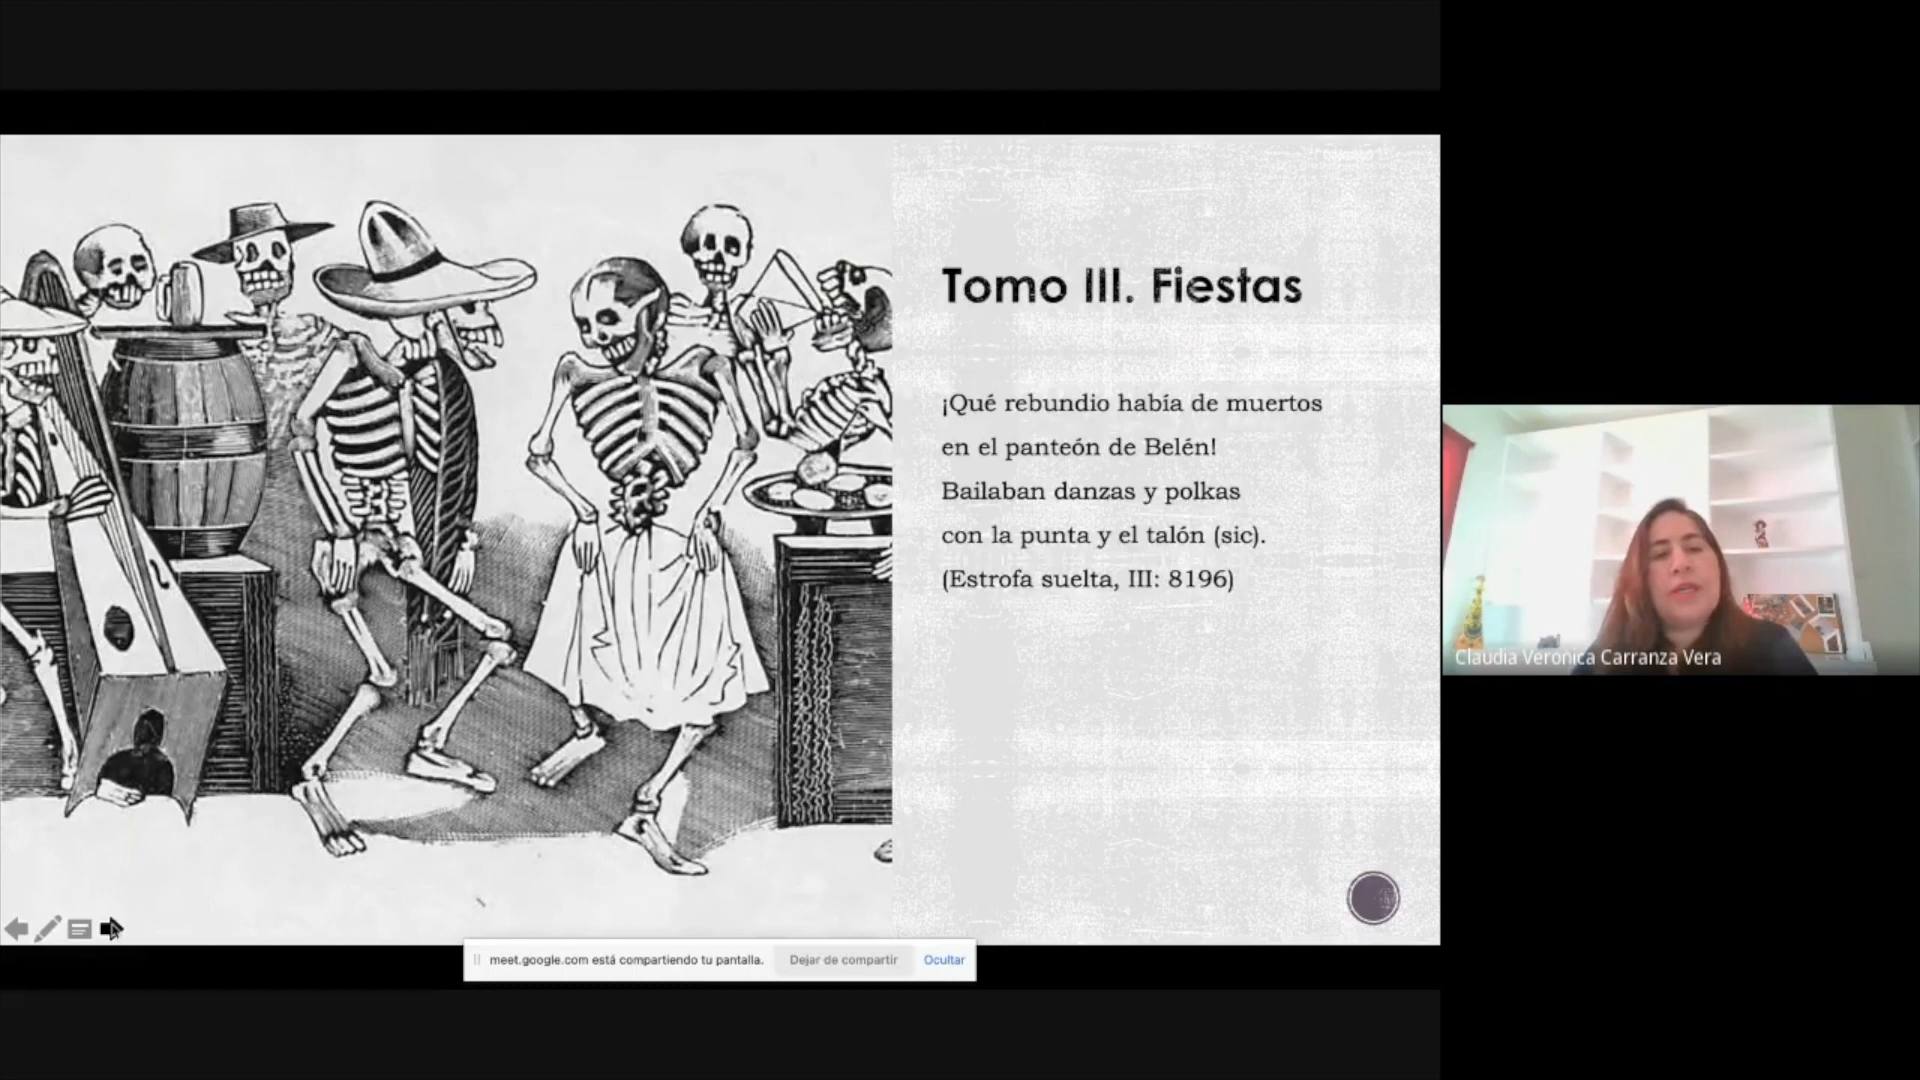 Tomo III. Fiestas
¡Qué rebundio había de muertos
en el panteón de Belén!
Bailaban danzas y polkas
con la punta y el talón (sic).
(Estrofa suelta, III: 8196)
Claudia Veronica Carranza Vera
meet.google.com está compartiendo tu pantalla.
Dejar de compartir
Ocultar